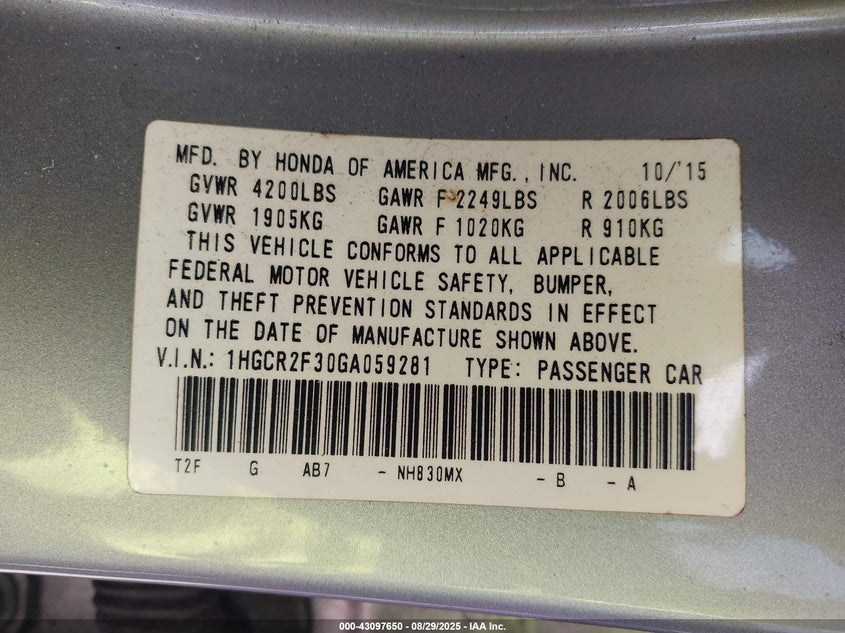 MFD. BY HONDA OF AMERICA MFG., INC. 10/'15
GVWR 4200LBS GAWR F 2249LBS R 2006LBS
GVWR 1905KG GAWR F 1020KG R 910KG
THIS VEHICLE CONFORMS TO ALL APPLICABLE
FEDERAL MOTOR VEHICLE SAFETY, BUMPER,
AND THEFT PREVENTION STANDARDS IN EFFECT
ON THE DATE OF MANUFACTURE SHOWN ABOVE.
V.I.N.: 1HGCR2F30GA059281 TYPE: PASSENGER CAR
T2F G AB7 - NH830MX - B - A
000-43097650 - 08/29/2025 - IAA Inc.